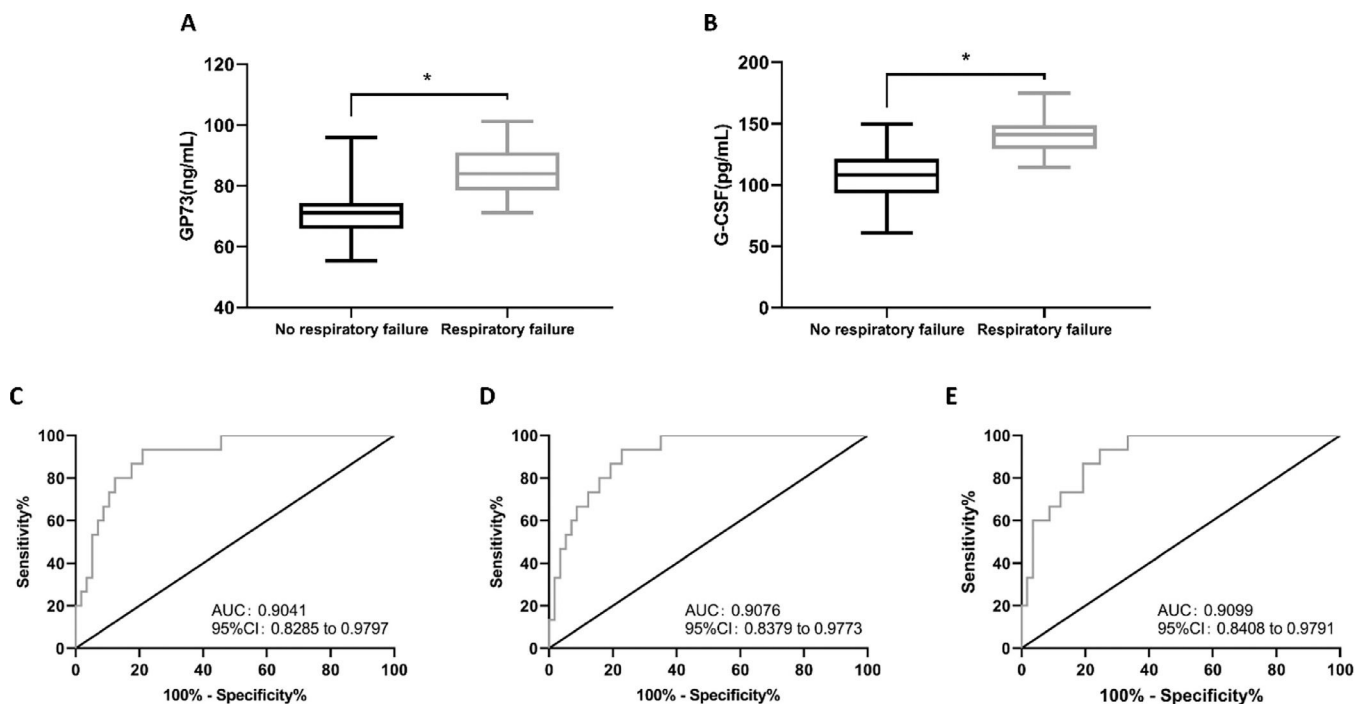 A
GP73(ng/mL)
120
100
80
60
40
*
No respiratory failure
Respiratory failure
B
G-CSF(pg/mL)
200
150
100
50
0
*
No respiratory failure
Respiratory failure
C
Sensitivity%
100
80
60
40
20
0
AUC: 0.9041
95%CI: 0.8285 to 0.9797
0 20 40 60 80 100
100% - Specificity%
D
Sensitivity%
100
80
60
40
20
0
AUC: 0.9076
95%CI: 0.8379 to 0.9773
0 20 40 60 80 100
100% - Specificity%
E
Sensitivity%
100
80
60
40
20
0
AUC: 0.9099
95%CI: 0.8408 to 0.9791
0 20 40 60 80 100
100% - Specificity%